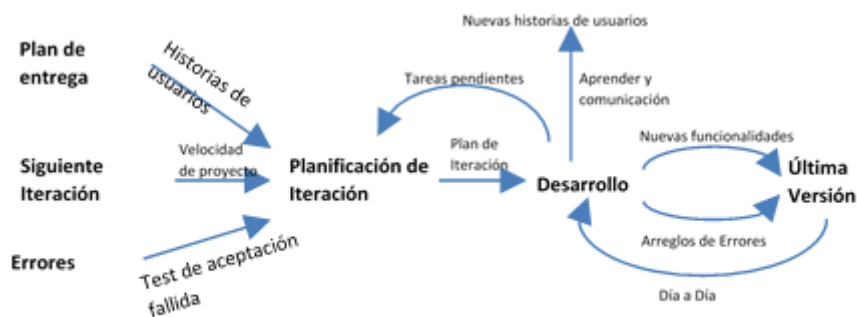 Nuevas historias de usuarios
Plan de
entrega
Historias de
usuarios
Tareas pendientes
Aprender y
comunicación
Siguiente
Iteración
Velocidad
de proyecto
Planificación de
Iteración
Plan de
Iteración
Desarrollo
Nuevas funcionalidades
Última
Versión
Errores
Test de aceptación
fallida
Arreglos de Errores
Día a Día